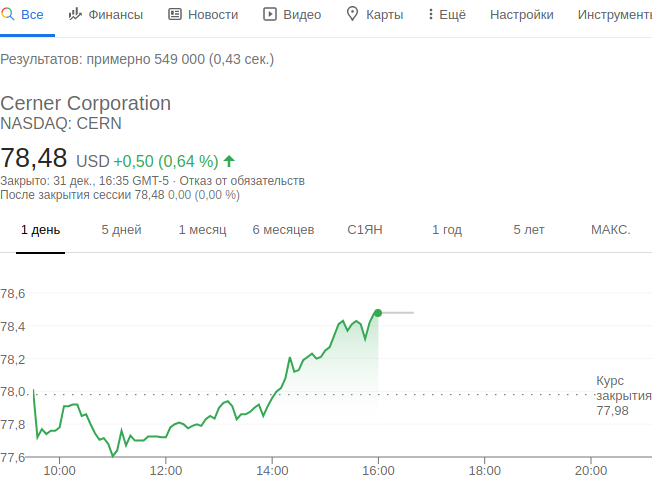 Все Финансы Новости Видео Карты Ещё Настройки Инструменты
Результатов: примерно 549 000 (0,43 сек.)
Cerner Corporation
NASDAQ: CERN
78,48 USD +0,50 (0,64 %)
Закрыто: 31 дек., 16:35 GMT-5 · Отказ от обязательств
После закрытия сессии 78,48 0,00 (0,00 %)
1 день 5 дней 1 месяц 6 месяцев С1ЯН 1 год 5 лет МАКС.
78,6
78,4
78,2
78,0
77,8
77,6
Курс
закрытия
77,98
10:00 12:00 14:00 16:00 18:00 20:00